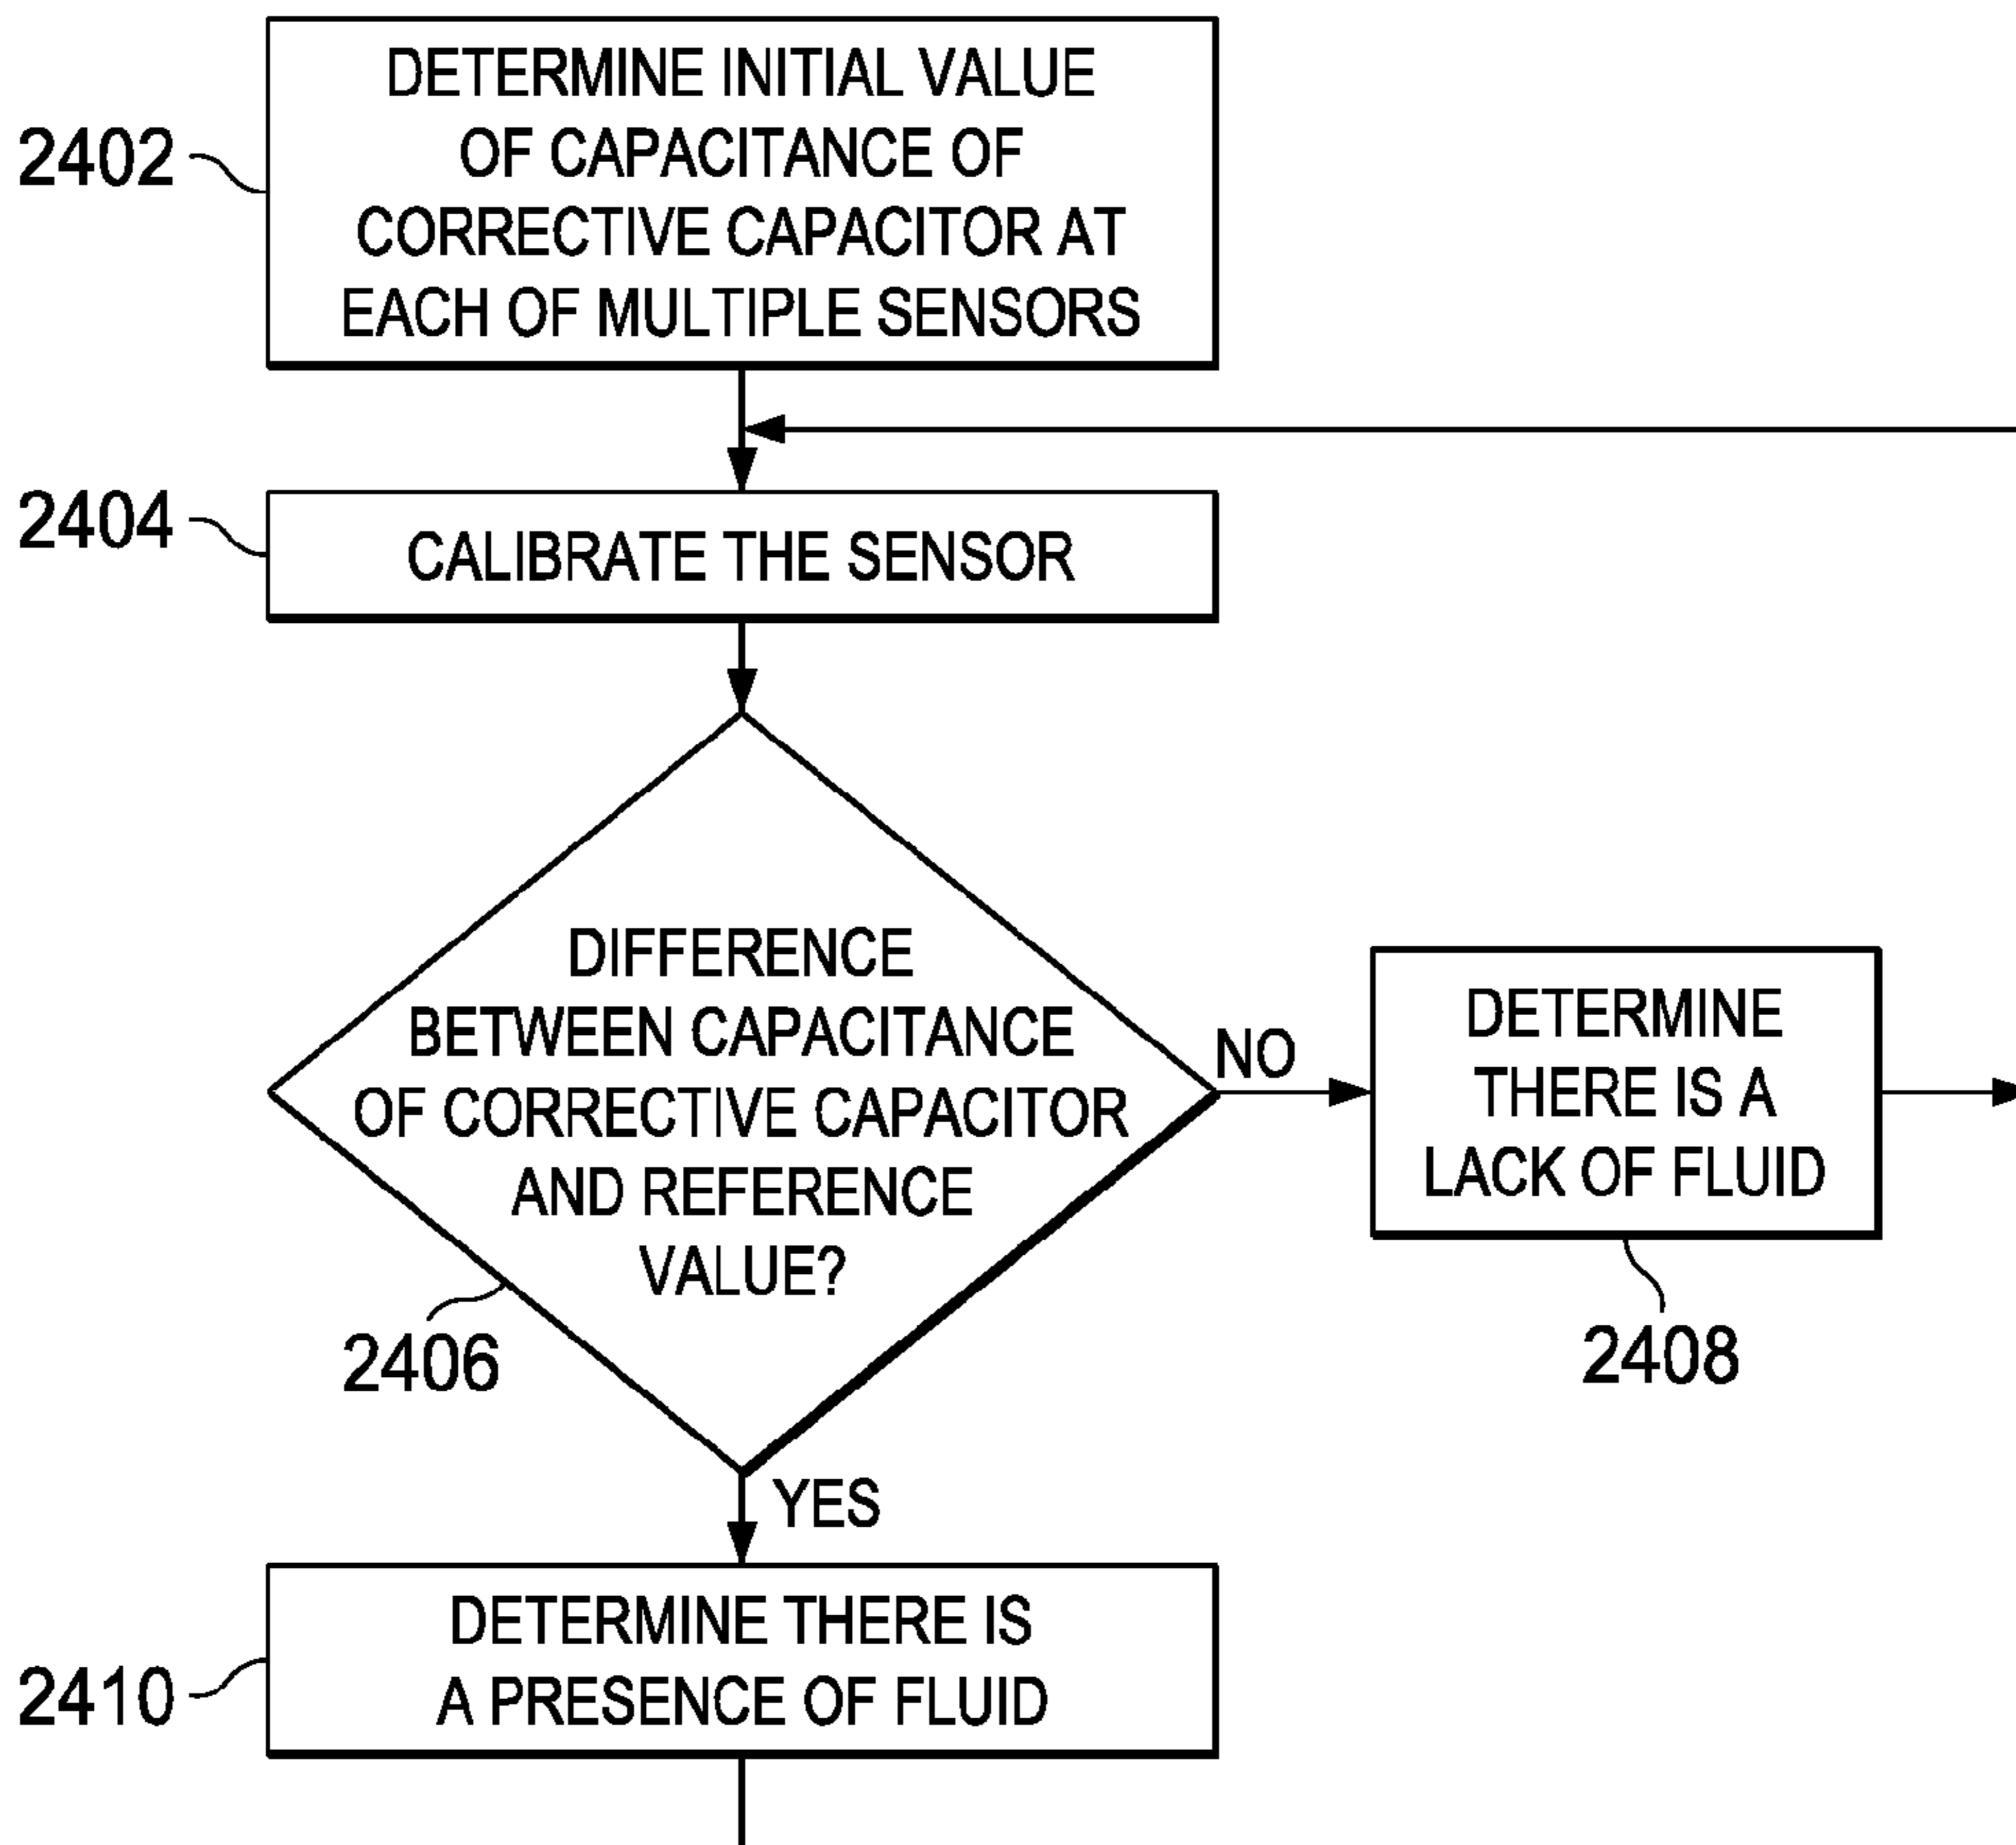 DETERMINE INITIAL VALUE
OF CAPACITANCE OF
CORRECTIVE CAPACITOR AT
EACH OF MULTIPLE SENSORS
2402
2404
CALIBRATE THE SENSOR
DIFFERENCE
BETWEEN CAPACITANCE
OF CORRECTIVE CAPACITOR
AND REFERENCE
VALUE?
2406
NO
DETERMINE
THERE IS A
LACK OF FLUID
2408
YES
DETERMINE THERE IS
A PRESENCE OF FLUID
2410